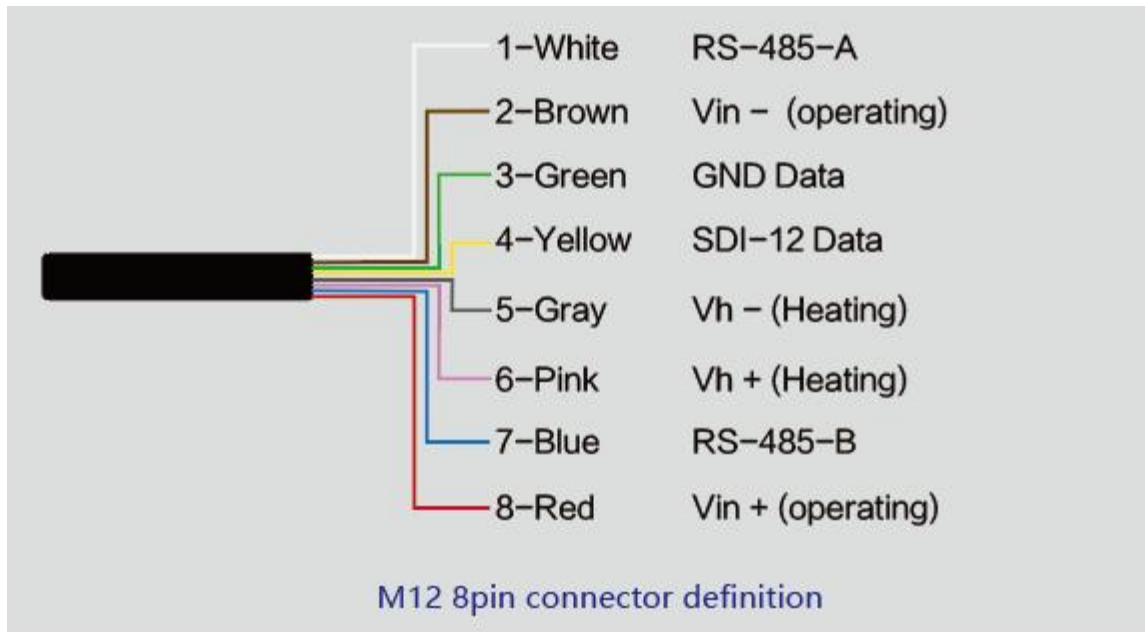 1-White RS-485-A
2-Brown Vin - (operating)
3-Green GND Data
4-Yellow SDI-12 Data
5-Gray Vh - (Heating)
6-Pink Vh + (Heating)
7-Blue RS-485-B
8-Red Vin + (operating)
M12 8pin connector definition